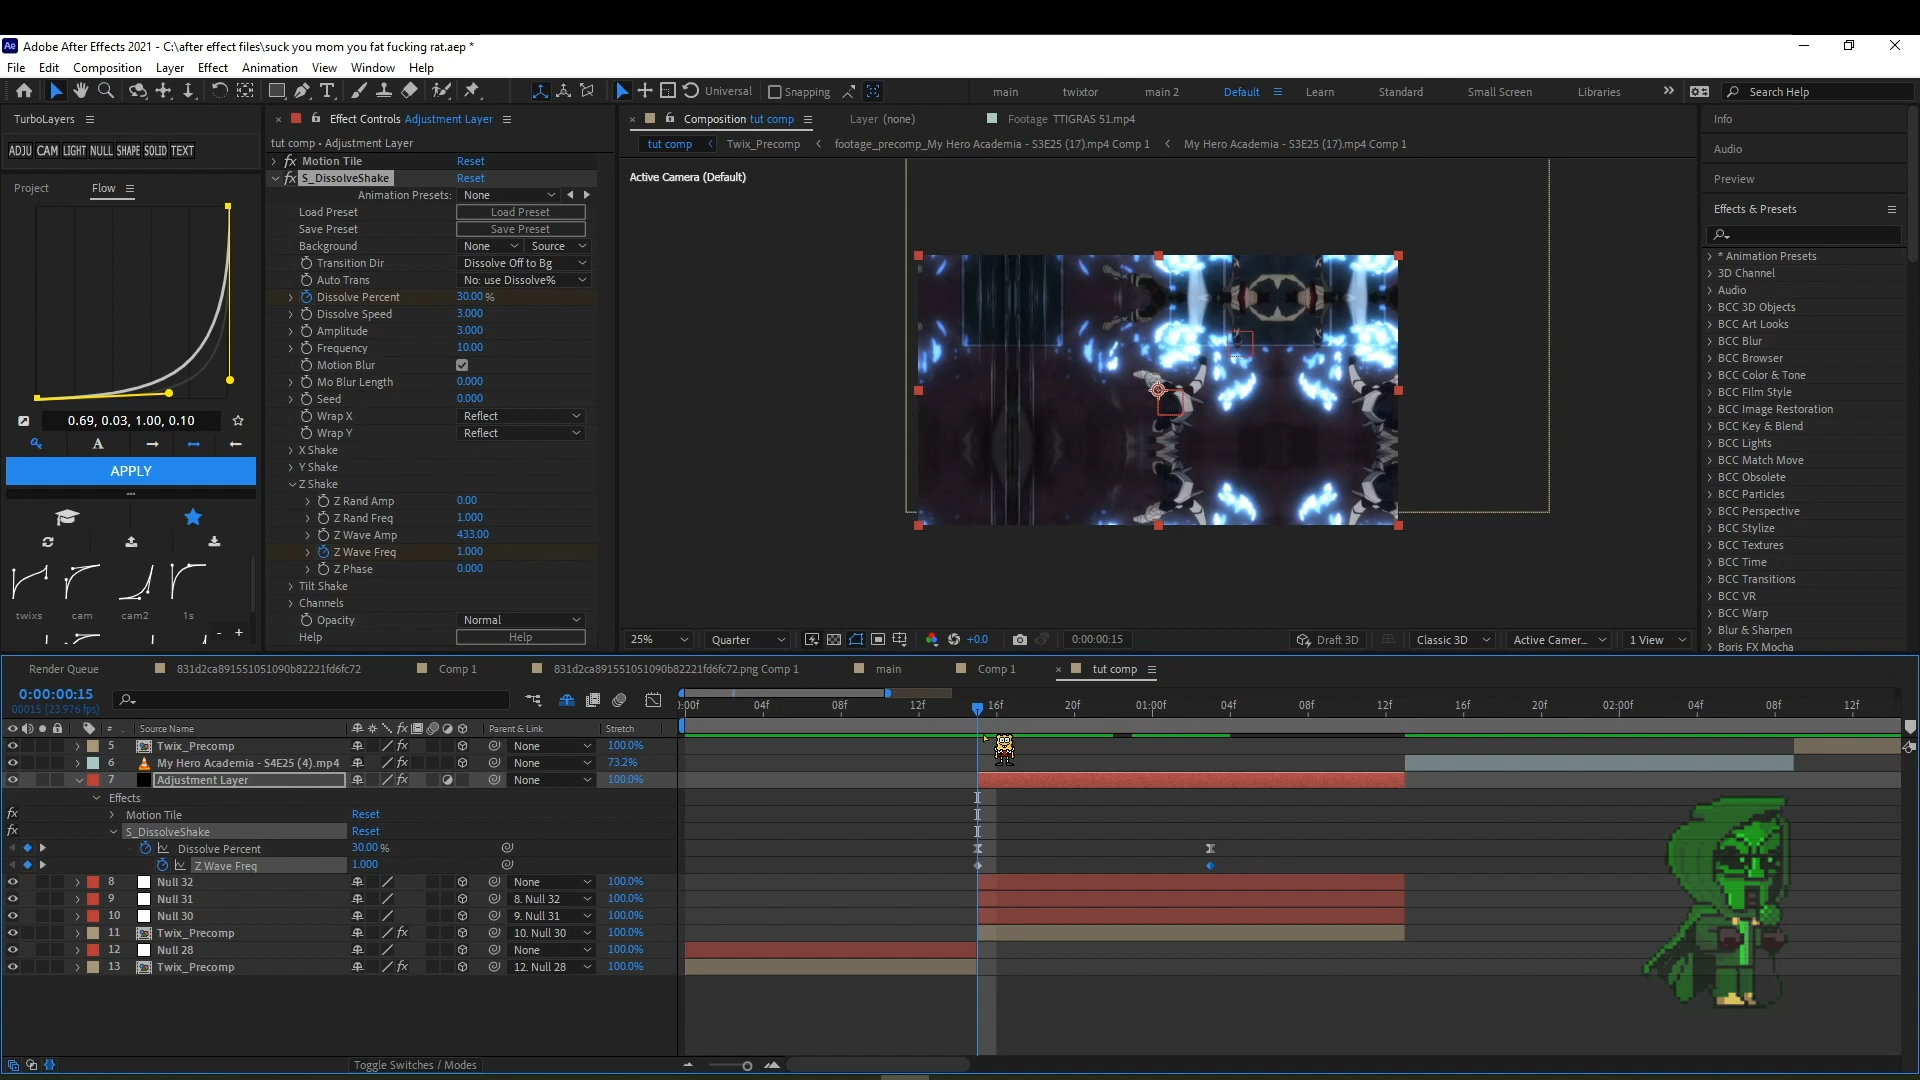 Adobe After Effects 2021 - C:\after effect files\suck you mom you fat fucking rat.aep *
File Edit Composition Layer Effect Animation View Window Help
Universal Snapping main twixtor main 2 Default Learn Standard Small Screen Libraries Search Help
TurboLayers
ADJU CAM LIGHT NULL SHAPE SOLID TEXT
Project Flow
0.69, 0.03, 1.00, 0.10
A
APPLY
twixs cam cam2 1s
- +
Effect Controls Adjustment Layer
tut comp • Adjustment Layer
fx Motion Tile Reset
fx S_DissolveShake Reset
Animation Presets: None
Load Preset Load Preset
Save Preset Save Preset
Background None Source
Transition Dir Dissolve Off to Bg
Auto Trans No: use Dissolve%
Dissolve Percent 30.00 %
Dissolve Speed 3.000
Amplitude 3.000
Frequency 10.00
Motion Blur
Mo Blur Length 0.000
Seed 0.000
Wrap X Reflect
Wrap Y Reflect
X Shake
Y Shake
Z Shake
Z Rand Amp 0.00
Z Rand Freq 1.000
Z Wave Amp 433.00
Z Wave Freq 1.000
Z Phase 0.000
Tilt Shake
Channels
Opacity Normal
Help Help
Composition tut comp Layer (none) Footage TTIGRAS 51.mp4
tut comp Twix_Precomp footage_precomp_My Hero Academia - S3E25 (17).mp4 Comp 1 My Hero Academia - S3E25 (17).mp4 Comp 1
Active Camera (Default)
25% Quarter +0.0 0:00:00:15 Draft 3D Classic 3D Active Camer... 1 View
Info
Audio
Preview
Effects & Presets
* Animation Presets
3D Channel
Audio
BCC 3D Objects
BCC Art Looks
BCC Blur
BCC Browser
BCC Color & Tone
BCC Film Style
BCC Image Restoration
BCC Key & Blend
BCC Lights
BCC Match Move
BCC Obsolete
BCC Particles
BCC Perspective
BCC Stylize
BCC Textures
BCC Time
BCC Transitions
BCC VR
BCC Warp
Blur & Sharpen
Boris FX Mocha
Render Queue 831d2ca891551051090b82221fd6fc72 Comp 1 831d2ca891551051090b82221fd6fc72.png Comp 1 main Comp 1 tut comp
0:00:00:15
00015 (23.976 fps)
):00f 04f 08f 12f 16f 20f 01:00f 04f 08f 12f 16f 20f 02:00f 04f 08f 12f
# Source Name fx Parent & Link Stretch
5 Twix_Precomp fx None 100.0%
6 My Hero Academia - S4E25 (4).mp4 None 73.2%
7 Adjustment Layer fx None 100.0%
Effects
fx Motion Tile Reset
fx S_DissolveShake Reset
Dissolve Percent 30.00 %
Z Wave Freq 1.000
8 Null 32 None 100.0%
9 Null 31 8. Null 32 100.0%
10 Null 30 9. Null 31 100.0%
11 Twix_Precomp fx 10. Null 30 100.0%
12 Null 28 None 100.0%
13 Twix_Precomp fx 12. Null 28 100.0%
Toggle Switches / Modes